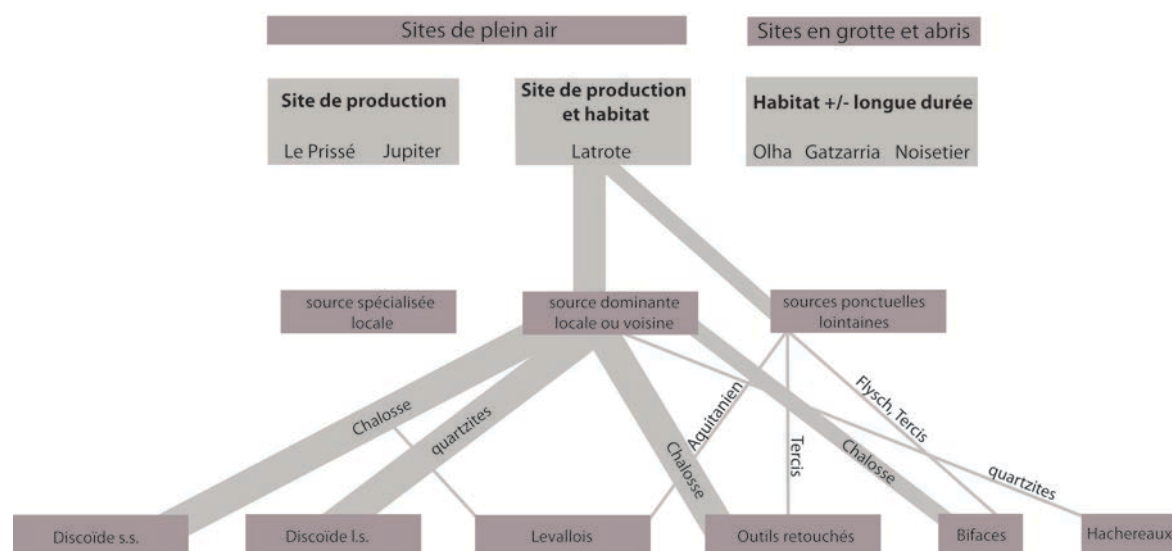 Sites de plein air
Sites en grotte et abris
Site de production
Le Prissé Jupiter
Site de production
et habitat
Latrote
Habitat +/- longue durée
Olha Gatzarria Noisetier
source spécialisée
locale
source dominante
locale ou voisine
sources ponctuelles
lointaines
Chalosse
quartzites
Chalosse
Aquitanien
Tercis
Chalosse
Flysch, Tercis
quartzites
Discoïde s.s.
Discoïde l.s.
Levallois
Outils retouchés
Bifaces
Hachereaux